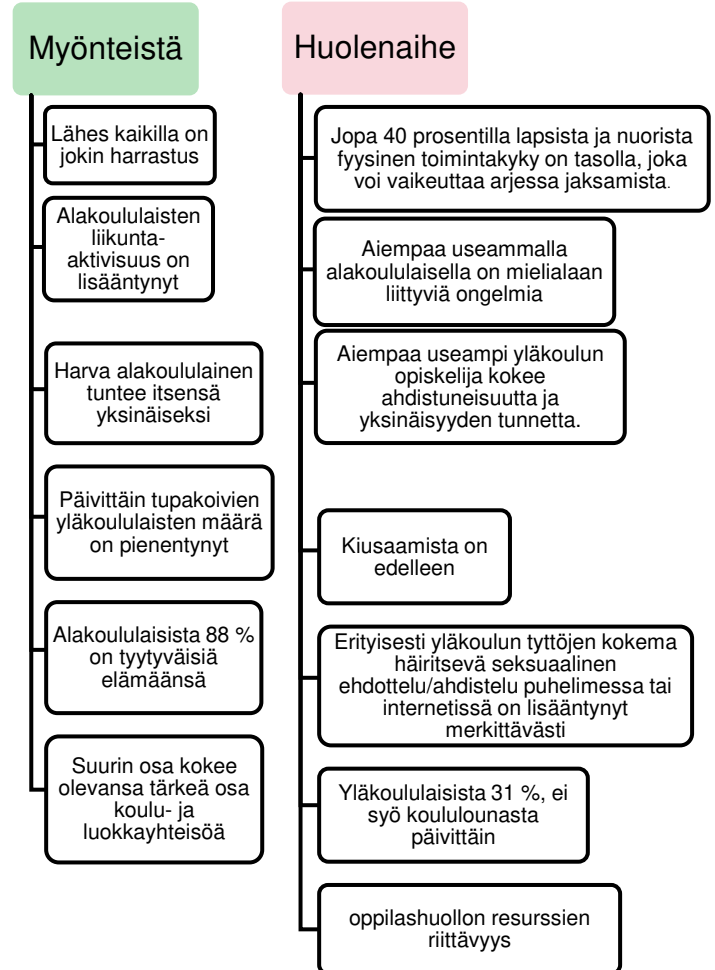 Myönteistä
Lähes kaikilla on
jokin harrastus
Alakoululaisten
liikunta-
aktivisuus on
lisääntynyt
Harva alakoululainen
tuntee itsensä
yksinäiseksi
Päivittäin tupakoivien
yläkoululaisten määrä
on pienentynyt
Alakoululaisista 88 %
on tyytyväisiä
elämäänsä
Suurin osa kokee
olevansa tärkeä osa
koulu- ja
luokkayhteisöä
Huolenaihe
Jopa 40 prosentilla lapsista ja nuorista
fyysinen toimintakyky on tasolla, joka
voi vaikeuttaa arjessa jaksamista.
Aiempaa useammalla
alakoululaisella on mielialaan
liittyviä ongelmia
Aiempaa useampi yläkoulun
opiskelija kokee
ahdistuneisuutta ja
yksinäisyyden tunnetta.
Kiusaamista on
edelleen
Erityisesti yläkoulun tyttöjen kokema
häiritsevä seksuaalinen
ehdottelu/ahdistelu puhelimessa tai
internetissä on lisääntynyt
merkittävästi
Yläkoululaisista 31 %, ei
syö koululounasta
päivittäin
oppilashuollon resurssien
riittävyys